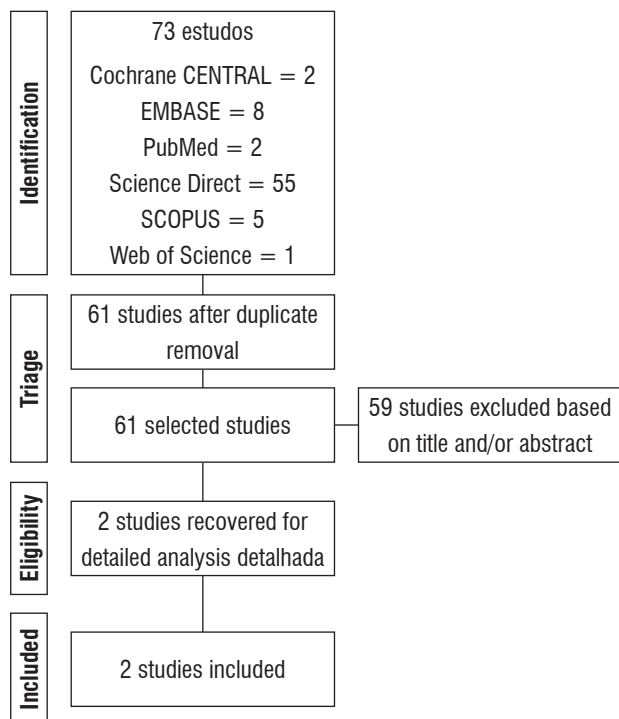 Identification
73 estudos
Cochrane CENTRAL = 2
EMBASE = 8
PubMed = 2
Science Direct = 55
SCOPUS = 5
Web of Science = 1
Triage
61 studies after duplicate
removal
61 selected studies
59 studies excluded based
on title and/or abstract
Eligibility
2 studies recovered for
detailed analysis detalhada
Included
2 studies included